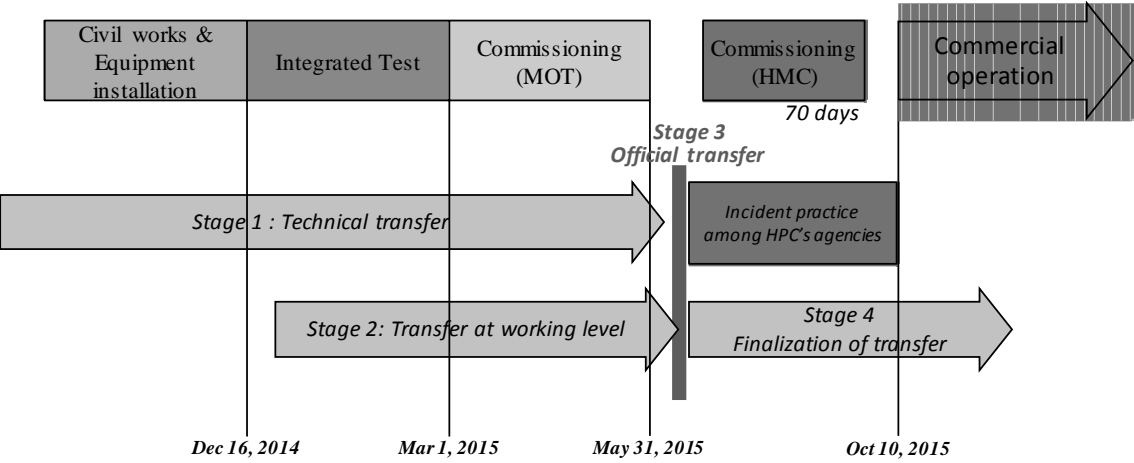 Civil works &
Equipment
installation
Integrated Test
Commissioning
(MOT)
Commissioning
(HMC)
70 days
Commercial
operation
Stage 3
Official transfer
Stage 1 : Technical transfer
Incident practice
among HPC's agencies
Stage 2: Transfer at working level
Stage 4
Finalization of transfer
Dec 16, 2014
Mar 1, 2015
May 31, 2015
Oct 10, 2015